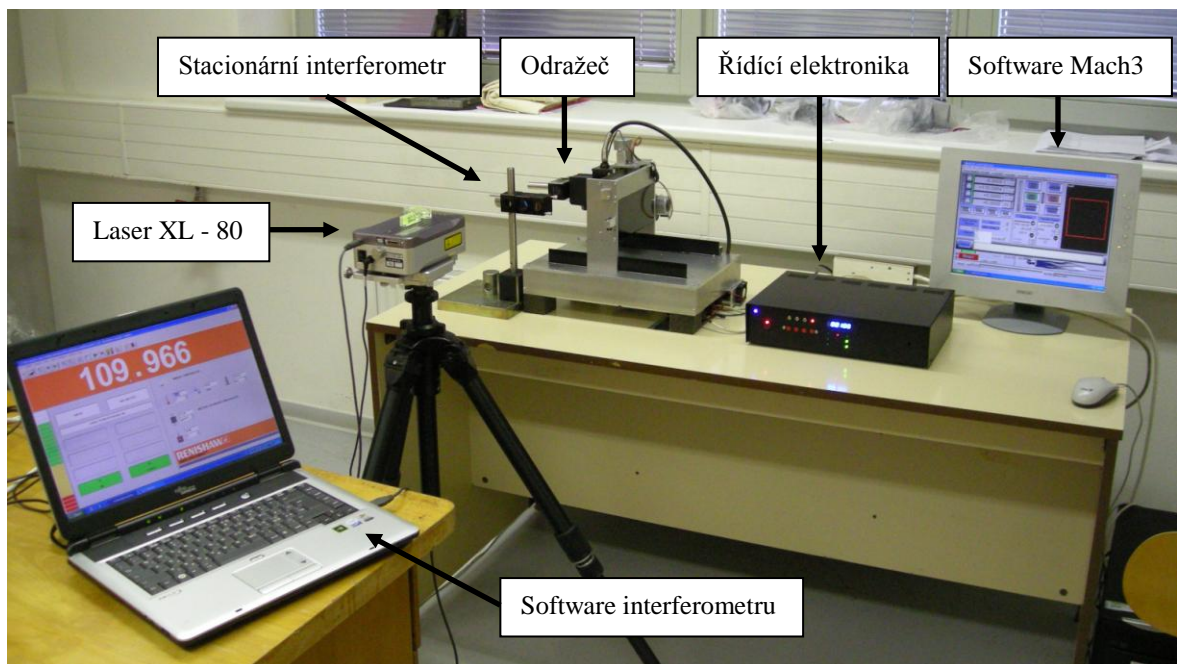 Stacionární interferometr
Odražeč
Řídící elektronika
Software Mach3
Laser XL - 80
109.966
RENISHAW
Software interferometru